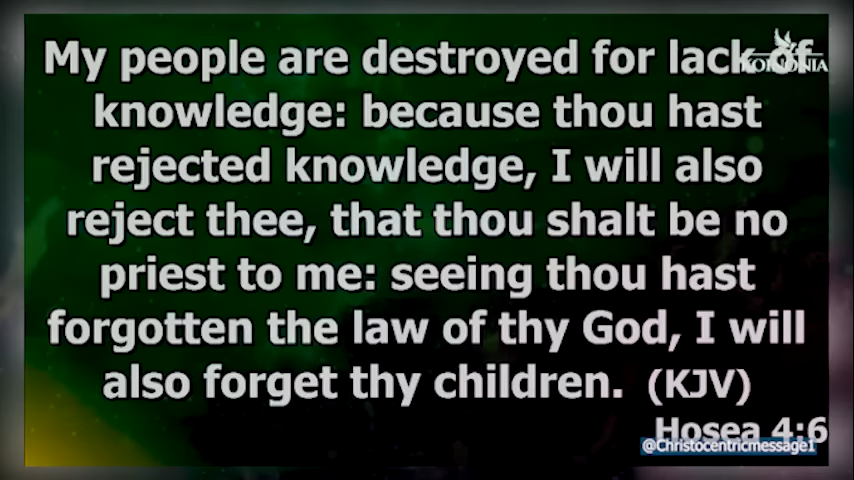 My people are destroyed for lack of
KOINONIA
knowledge: because thou hast
rejected knowledge, I will also
reject thee, that thou shalt be no
priest to me: seeing thou hast
forgotten the law of thy God, I will
also forget thy children. (KJV)
Hosea 4:6
@Christocentricmessage1